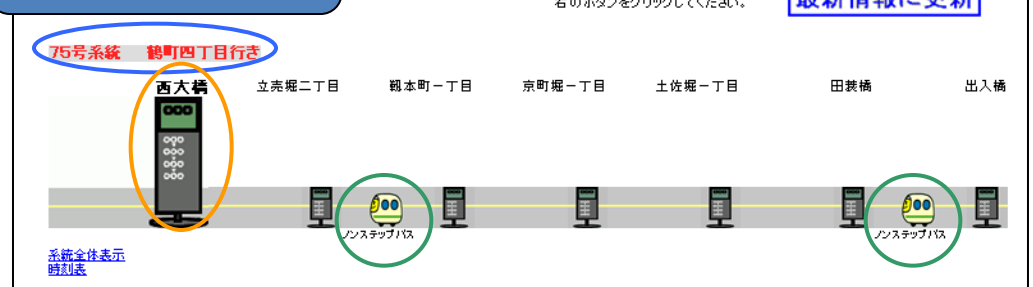 右のボタンをクリックしてください。
最新情報に更新
75号系統　鶴町四丁目行き
西大橋　立売堀二丁目　靱本町一丁目　京町堀一丁目　土佐堀一丁目　田蓑橋　出入橋
ノンステップバス　ノンステップバス
系統全体表示
時刻表